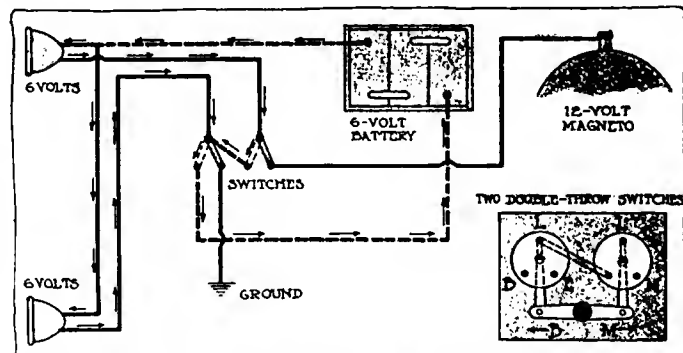 6 VOLTS
6-VOLT
BATTERY
12-VOLT
MAGNETO
SWITCHES
TWO DOUBLE-THROW SWITCHES
6 VOLTS
GROUND
B
M
B
M